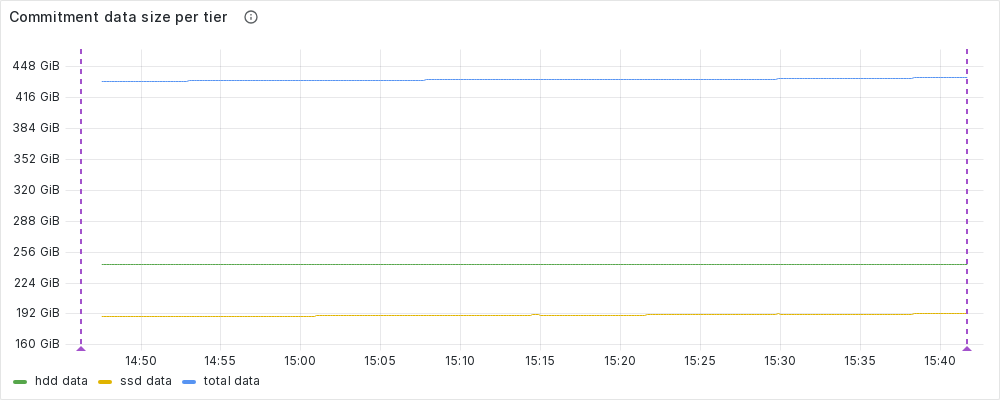 Commitment data size per tier
448 GiB
416 GiB
384 GiB
352 GiB
320 GiB
288 GiB
256 GiB
224 GiB
192 GiB
160 GiB
14:50 14:55 15:00 15:05 15:10 15:15 15:20 15:25 15:30 15:35 15:40
hdd data ssd data total data